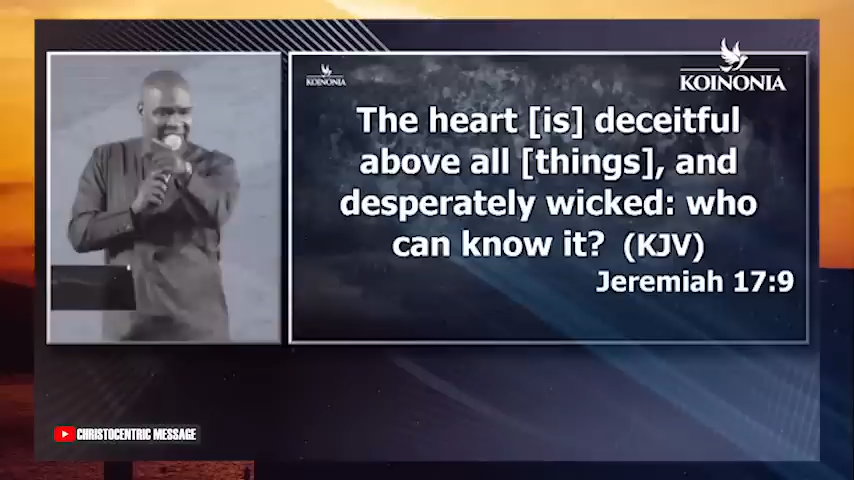 KOINONIA
KOINONIA
The heart [is] deceitful
above all [things], and
desperately wicked: who
can know it? (KJV)
Jeremiah 17:9
CHRISTOCENTRIC MESSAGE